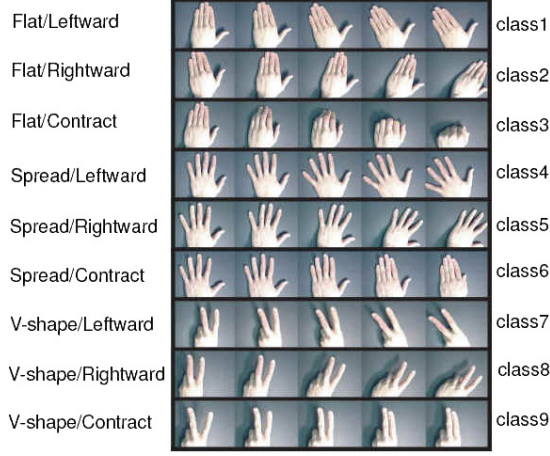 Flat/Leftward class1
Flat/Rightward class2
Flat/Contract class3
Spread/Leftward class4
Spread/Rightward class5
Spread/Contract class6
V-shape/Leftward class7
V-shape/Rightward class8
V-shape/Contract class9